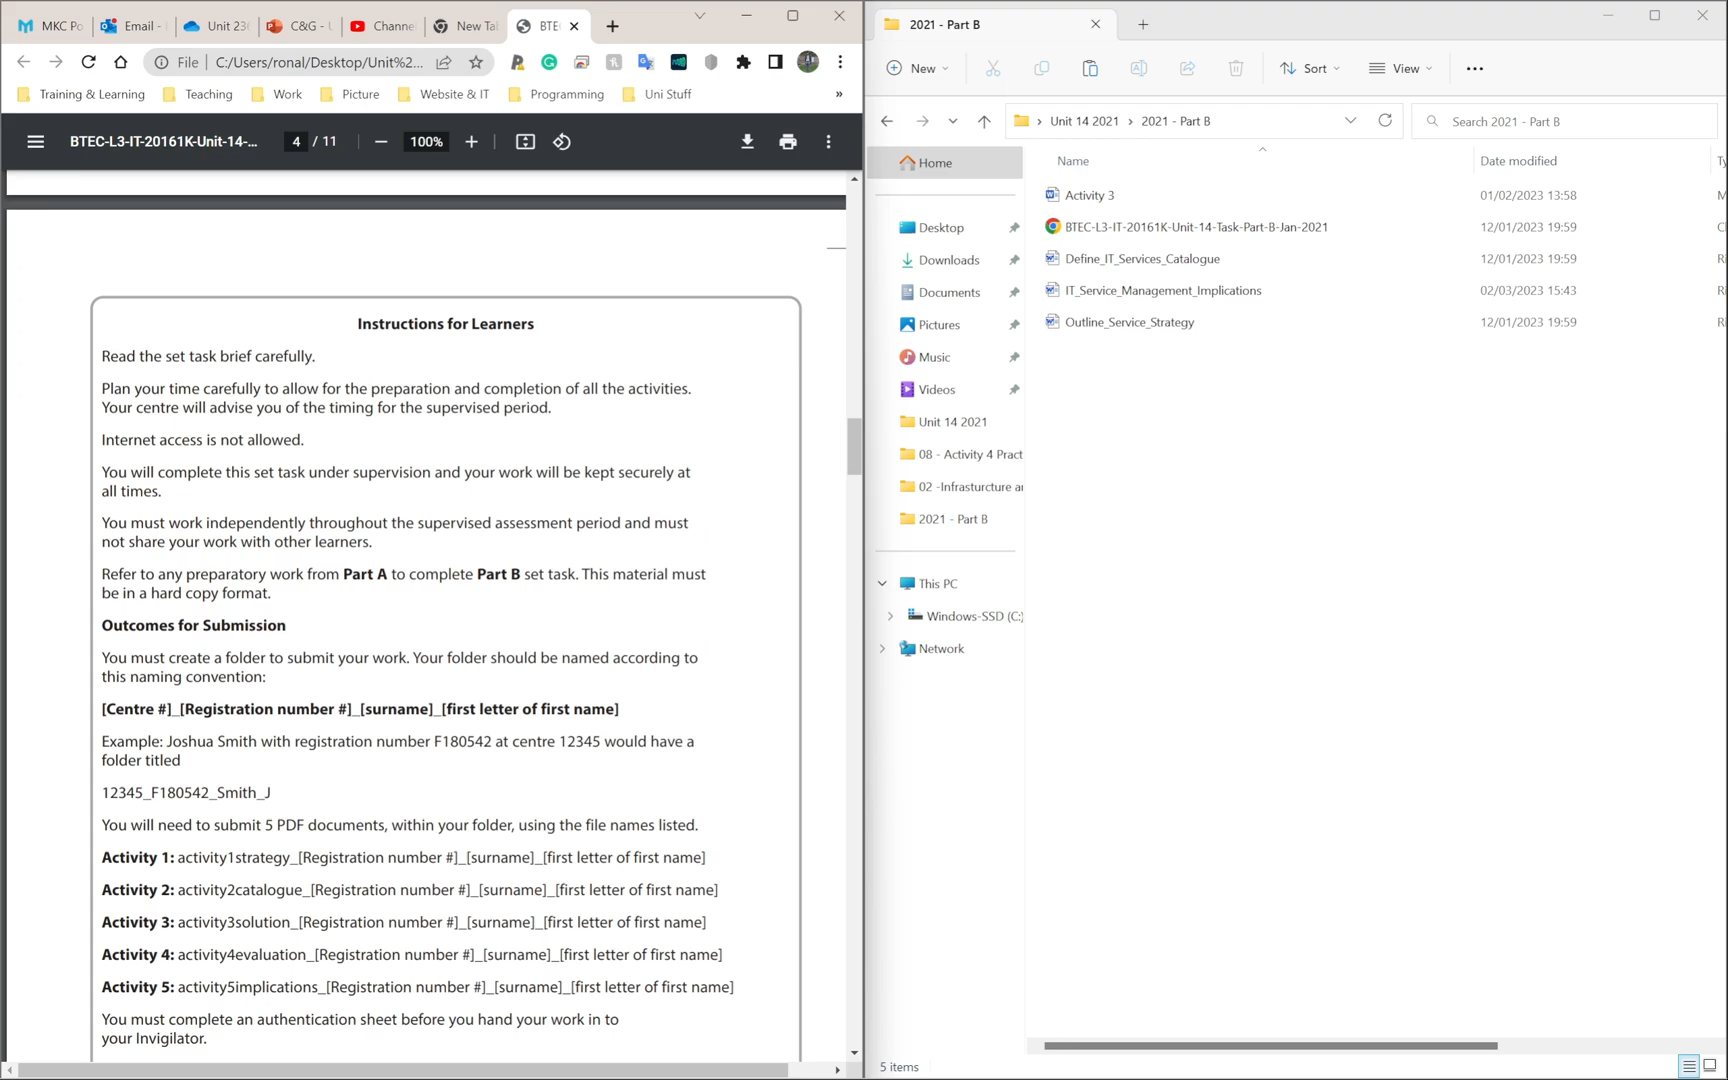 MKC Po
Email -
Unit 23
C&G - U
Channe
New Tal
BTE
File
C:/Users/ronal/Desktop/Unit%2...
Training & Learning
Teaching
Work
Picture
Website & IT
Programming
Uni Stuff
»
BTEC-L3-IT-20161K-Unit-14-...
4 / 11
100%
Instructions for Learners
Read the set task brief carefully.
Plan your time carefully to allow for the preparation and completion of all the activities.
Your centre will advise you of the timing for the supervised period.
Internet access is not allowed.
You will complete this set task under supervision and your work will be kept securely at
all times.
You must work independently throughout the supervised assessment period and must
not share your work with other learners.
Refer to any preparatory work from Part A to complete Part B set task. This material must
be in a hard copy format.
Outcomes for Submission
You must create a folder to submit your work. Your folder should be named according to
this naming convention:
[Centre #]_[Registration number #]_[surname]_[first letter of first name]
Example: Joshua Smith with registration number F180542 at centre 12345 would have a
folder titled
12345_F180542_Smith_J
You will need to submit 5 PDF documents, within your folder, using the file names listed.
Activity 1: activity1strategy_[Registration number #]_[surname]_[first letter of first name]
Activity 2: activity2catalogue_[Registration number #]_[surname]_[first letter of first name]
Activity 3: activity3solution_[Registration number #]_[surname]_[first letter of first name]
Activity 4: activity4evaluation_[Registration number #]_[surname]_[first letter of first name]
Activity 5: activity5implications_[Registration number #]_[surname]_[first letter of first name]
You must complete an authentication sheet before you hand your work in to
your Invigilator.
2021 - Part B
New
Sort
View
Unit 14 2021
2021 - Part B
Search 2021 - Part B
Home
Desktop
Downloads
Documents
Pictures
Music
Videos
Unit 14 2021
08 - Activity 4 Pract
02 -Infrasturcture ar
2021 - Part B
This PC
Windows-SSD (C:)
Network
Name
Date modified
Ty
Activity 3
01/02/2023 13:58
M
BTEC-L3-IT-20161K-Unit-14-Task-Part-B-Jan-2021
12/01/2023 19:59
C
Define_IT_Services_Catalogue
12/01/2023 19:59
Ri
IT_Service_Management_Implications
02/03/2023 15:43
Ri
Outline_Service_Strategy
12/01/2023 19:59
Ri
5 items